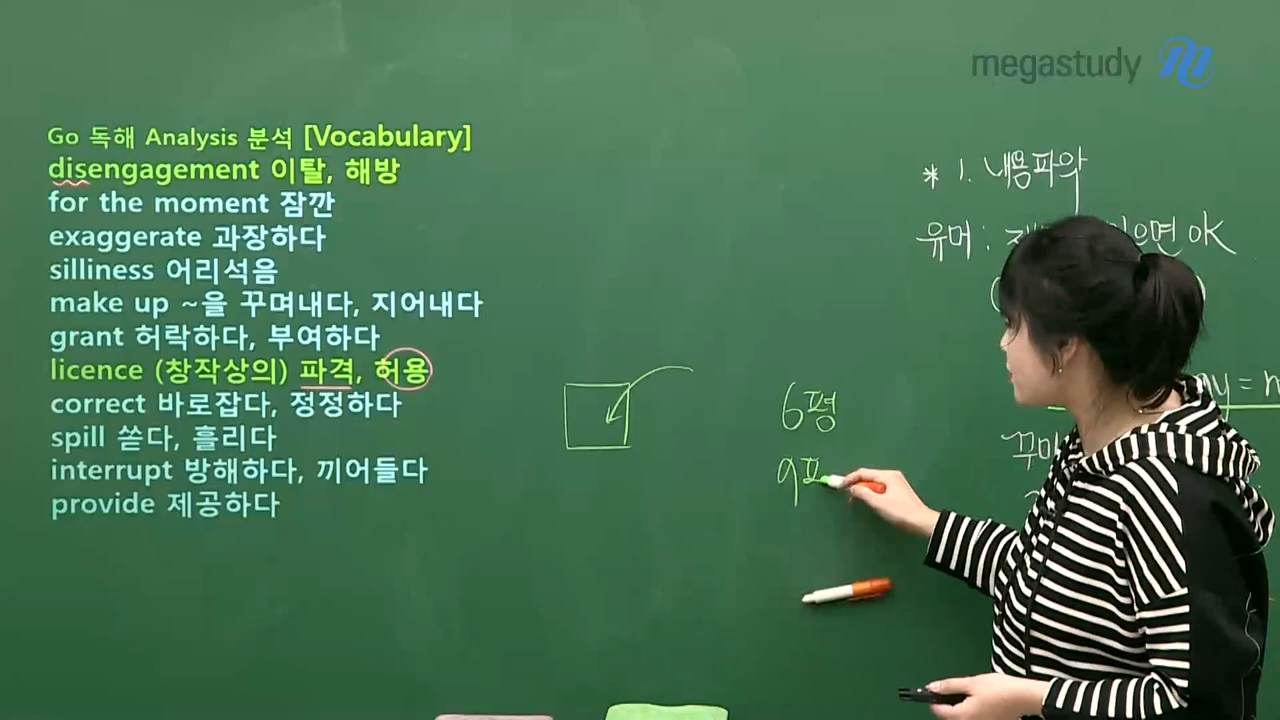 megastudy
Go 독해 Analysis 분석 [Vocabulary]
disengagement 이탈, 해방
for the moment 잠깐
exaggerate 과장하다
silliness 어리석음
make up ~을 꾸며내다, 지어내다
grant 허락하다, 부여하다
licence (창작상의) 파격, 허용
correct 바로잡다, 정정하다
spill 쏟다, 흘리다
interrupt 방해하다, 끼어들다
provide 제공하다
* 1. 내용파악
유머 : OK
6평